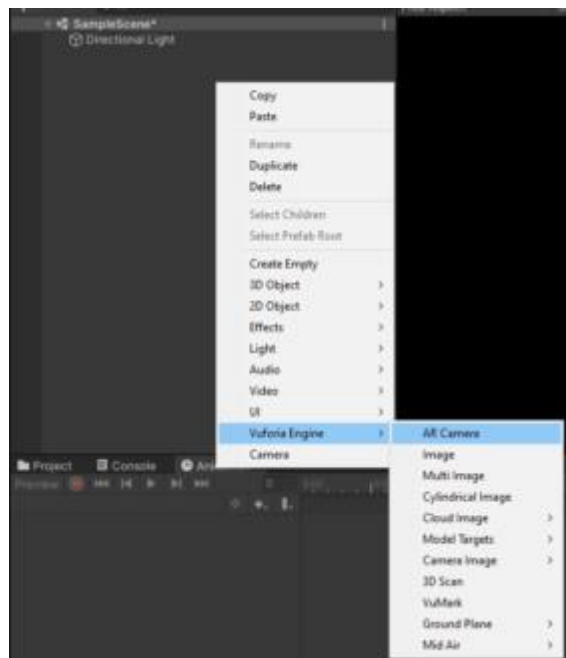 SampleScene*
Directional Light
Copy
Paste
Rename
Duplicate
Delete
Select Children
Select Prefab Root
Create Empty
3D Object
2D Object
Effects
Light
Audio
Video
UI
Vuforia Engine
Camera
AR Camera
Image
Multi Image
Cylindrical Image
Cloud Image
Model Targets
Camera Image
3D Scan
VuMark
Ground Plane
Mid Air
Project
Console
Preview